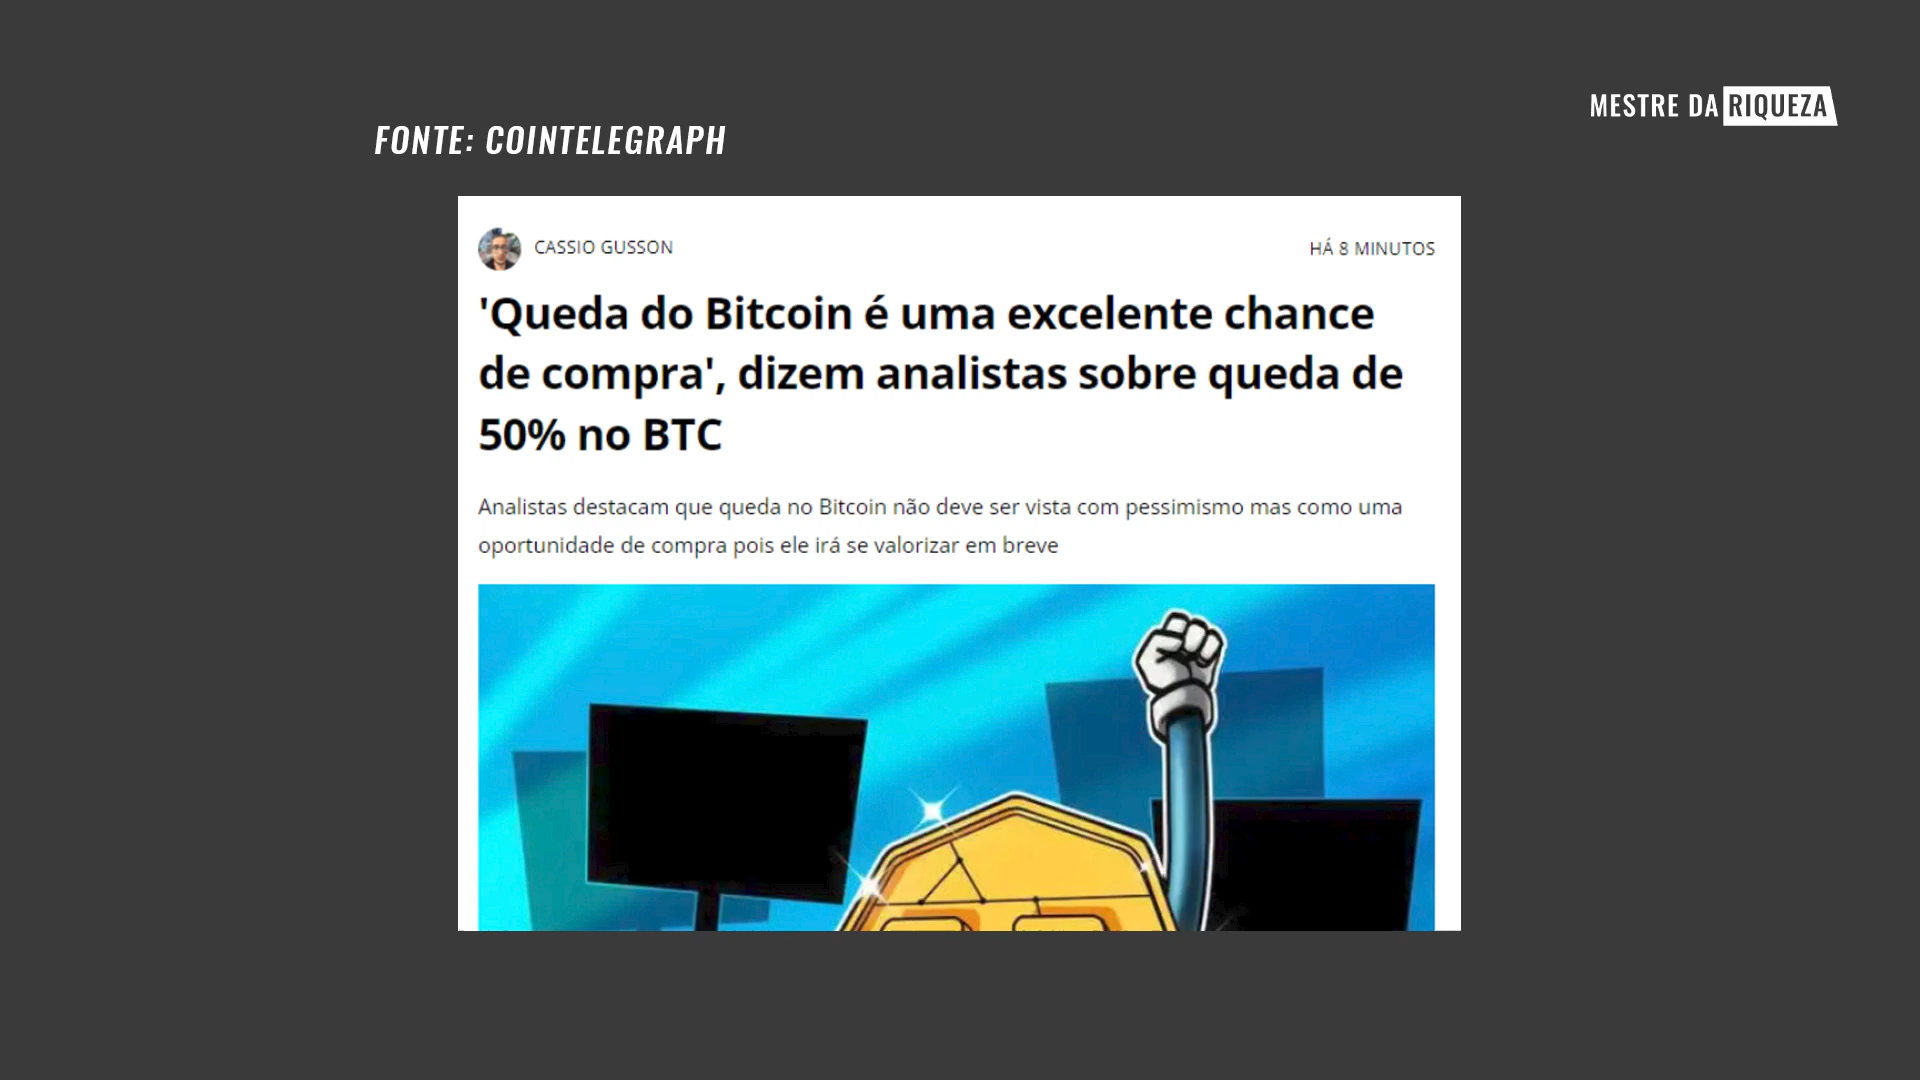 MESTRE DA RIQUEZA
FONTE: COINTELEGRAPH
CASSIO GUSSON
HÁ 8 MINUTOS
'Queda do Bitcoin é uma excelente chance
de compra', dizem analistas sobre queda de
50% no BTC
Analistas destacam que queda no Bitcoin não deve ser vista com pessimismo mas como uma
oportunidade de compra pois ele irá se valorizar em breve